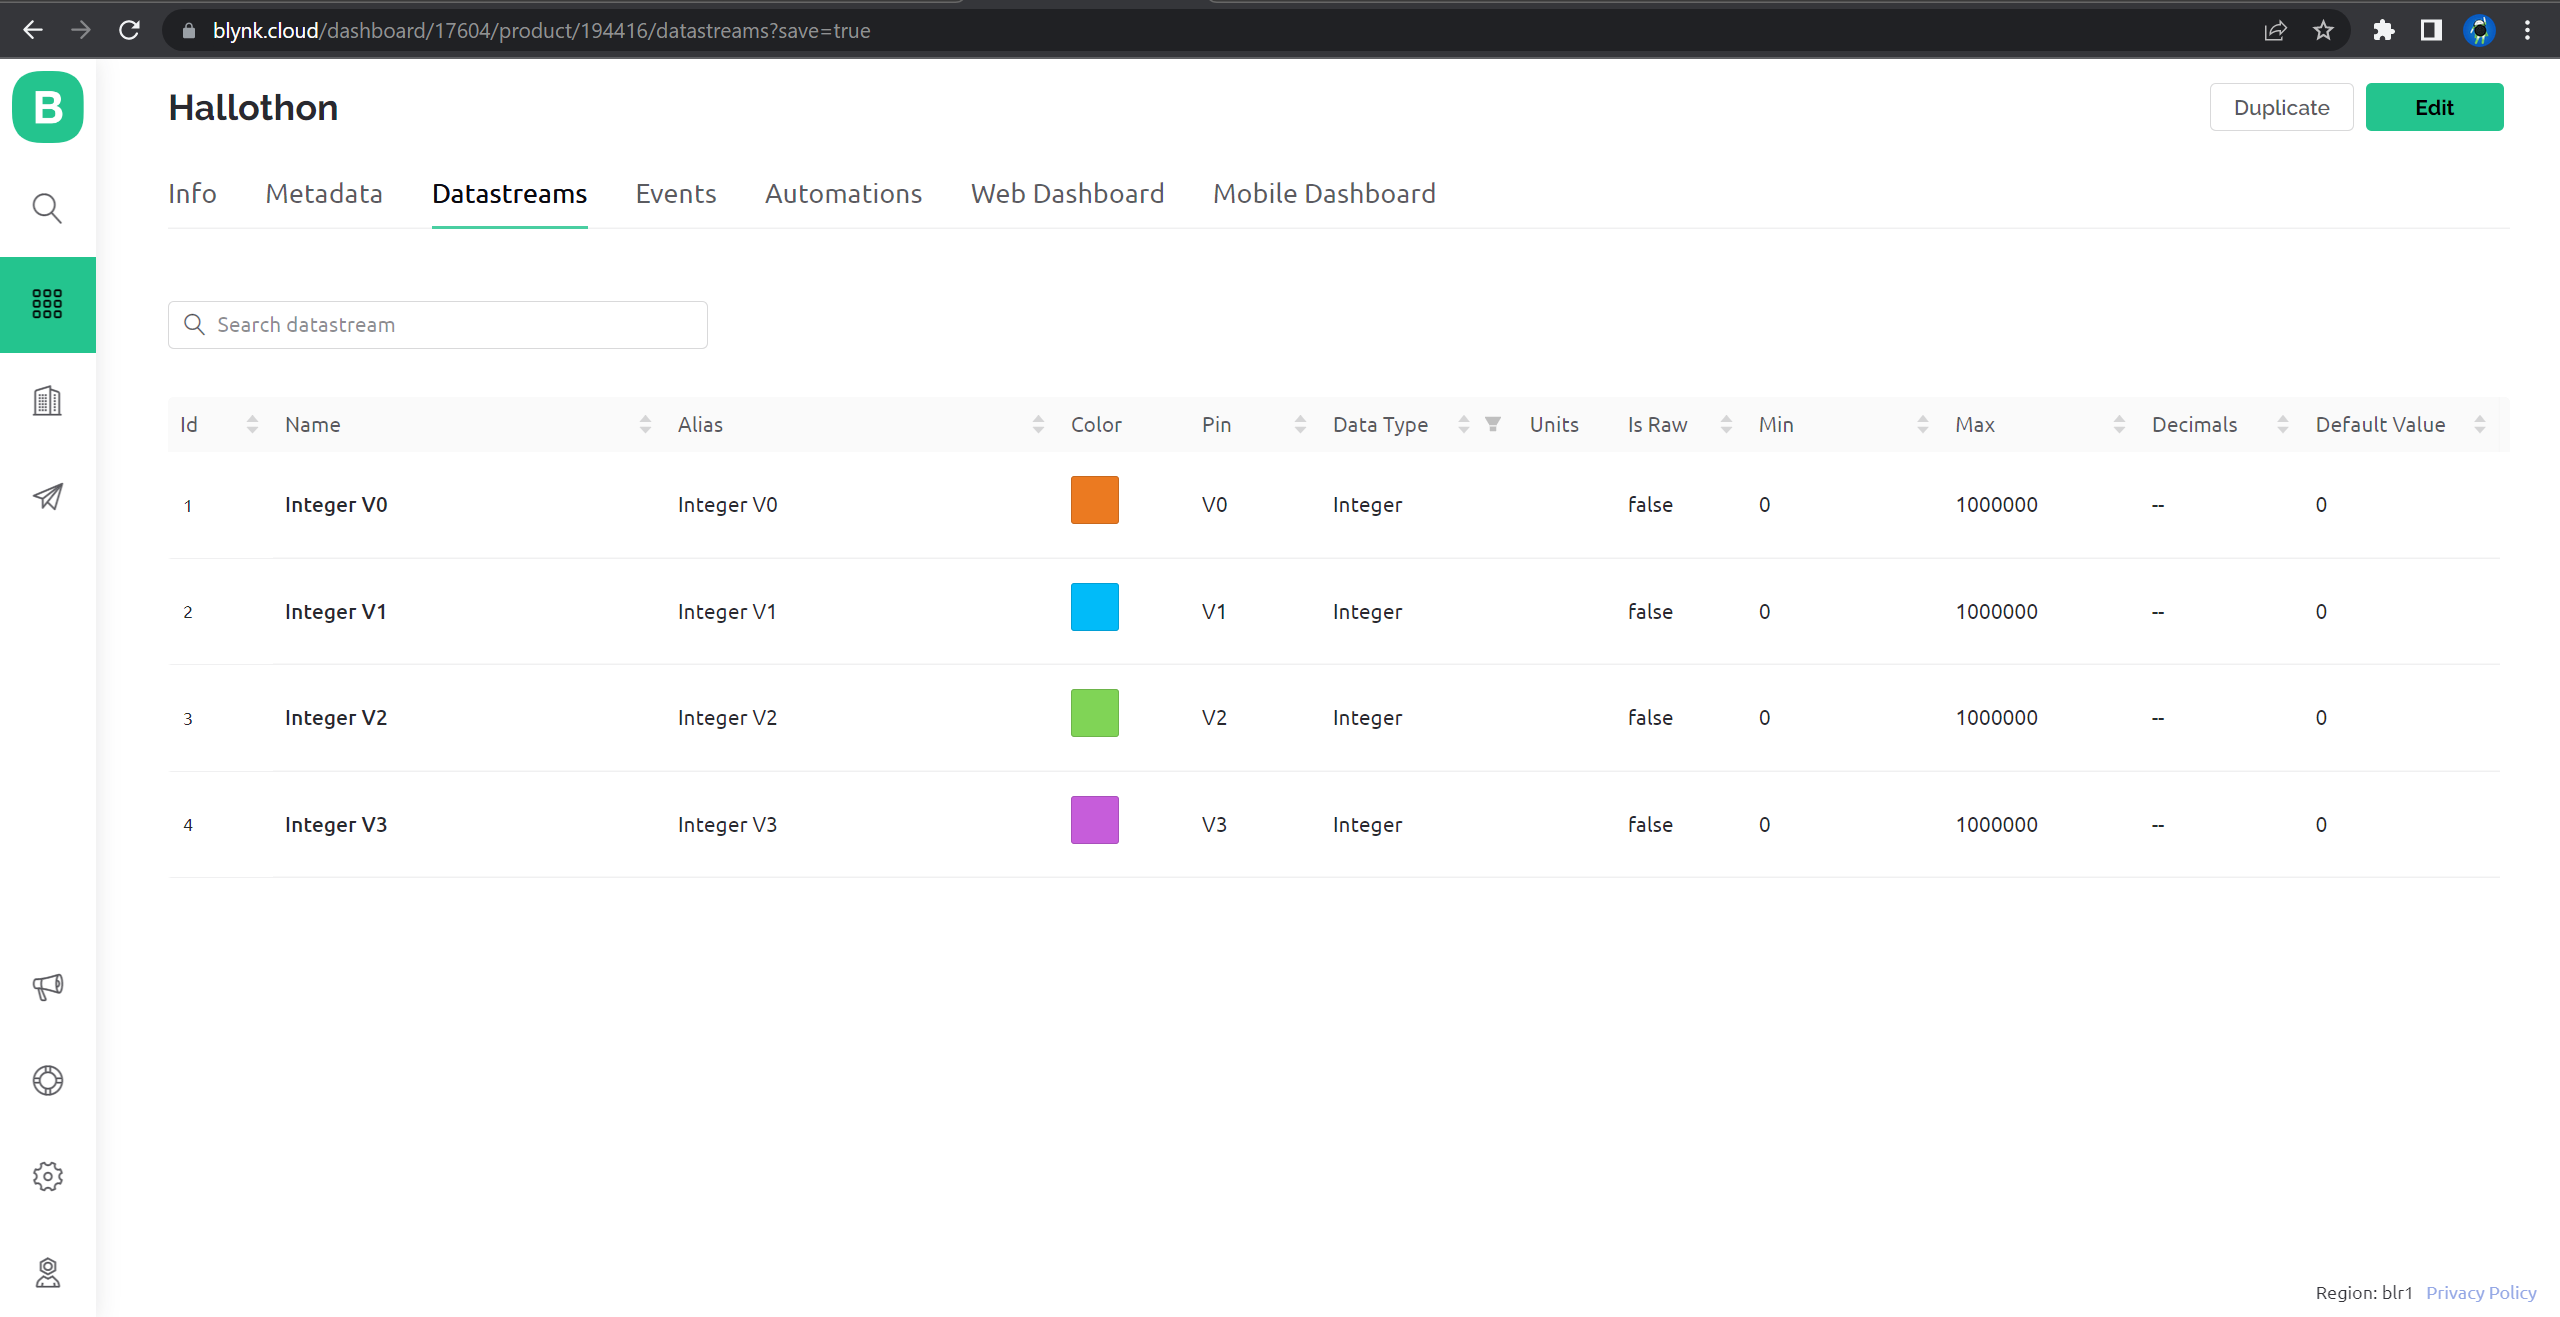 blynk.cloud/dashboard/17604/product/194416/datastreams?save=true
B
Hallothon
Duplicate
Edit
Info Metadata Datastreams Events Automations Web Dashboard Mobile Dashboard
Search datastream
Id Name Alias Color Pin Data Type Units Is Raw Min Max Decimals Default Value
1 Integer V0 Integer V0 V0 Integer false 0 1000000 -- 0
2 Integer V1 Integer V1 V1 Integer false 0 1000000 -- 0
3 Integer V2 Integer V2 V2 Integer false 0 1000000 -- 0
4 Integer V3 Integer V3 V3 Integer false 0 1000000 -- 0
Region: blr1 Privacy Policy